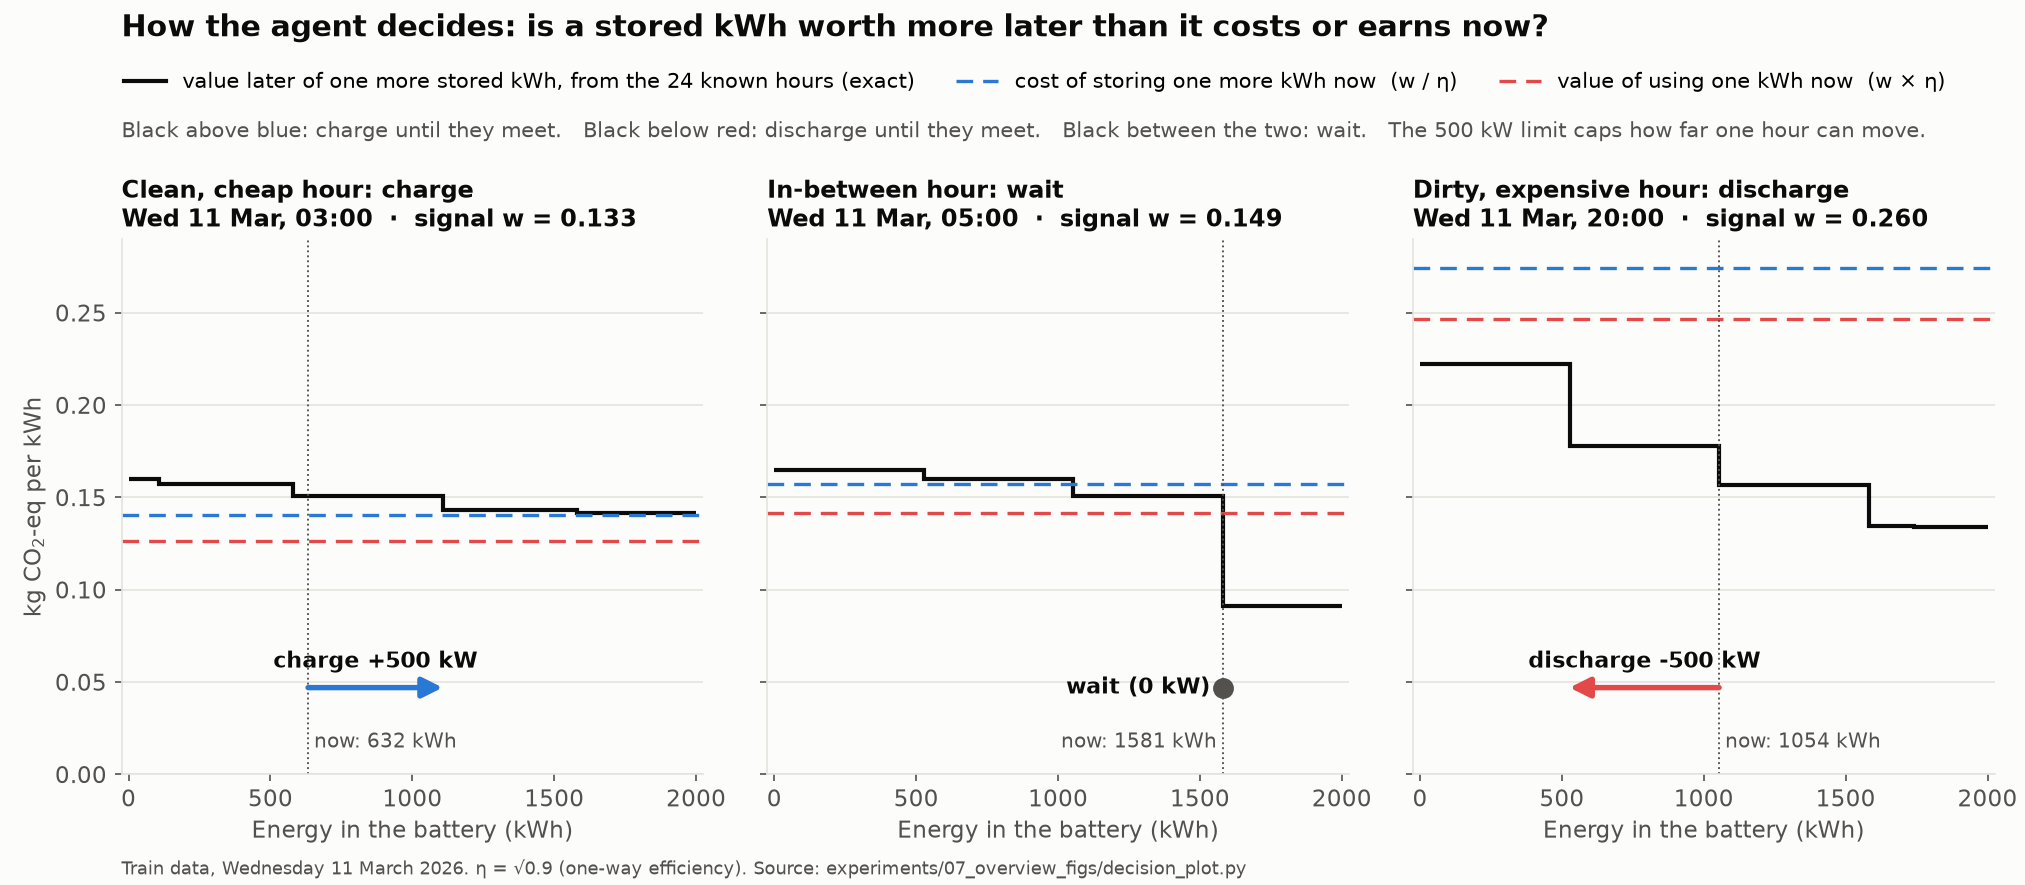 How the agent decides: is a stored kWh worth more later than it costs or earns now?
value later of one more stored kWh, from the 24 known hours (exact)
cost of storing one more kWh now (w / η)
value of using one kWh now (w × η)
Black above blue: charge until they meet. Black below red: discharge until they meet. Black between the two: wait. The 500 kW limit caps how far one hour can move.
Clean, cheap hour: charge
Wed 11 Mar, 03:00 · signal w = 0.133
In-between hour: wait
Wed 11 Mar, 05:00 · signal w = 0.149
Dirty, expensive hour: discharge
Wed 11 Mar, 20:00 · signal w = 0.260
kg CO₂-eq per kWh
0.25
0.20
0.15
0.10
0.05
0.00
charge +500 kW
now: 632 kWh
0 500 1000 1500 2000
Energy in the battery (kWh)
wait (0 kW)
now: 1581 kWh
0 500 1000 1500 2000
Energy in the battery (kWh)
discharge -500 kW
now: 1054 kWh
0 500 1000 1500 2000
Energy in the battery (kWh)
Train data, Wednesday 11 March 2026. η = √0.9 (one-way efficiency). Source: experiments/07_overview_figs/decision_plot.py